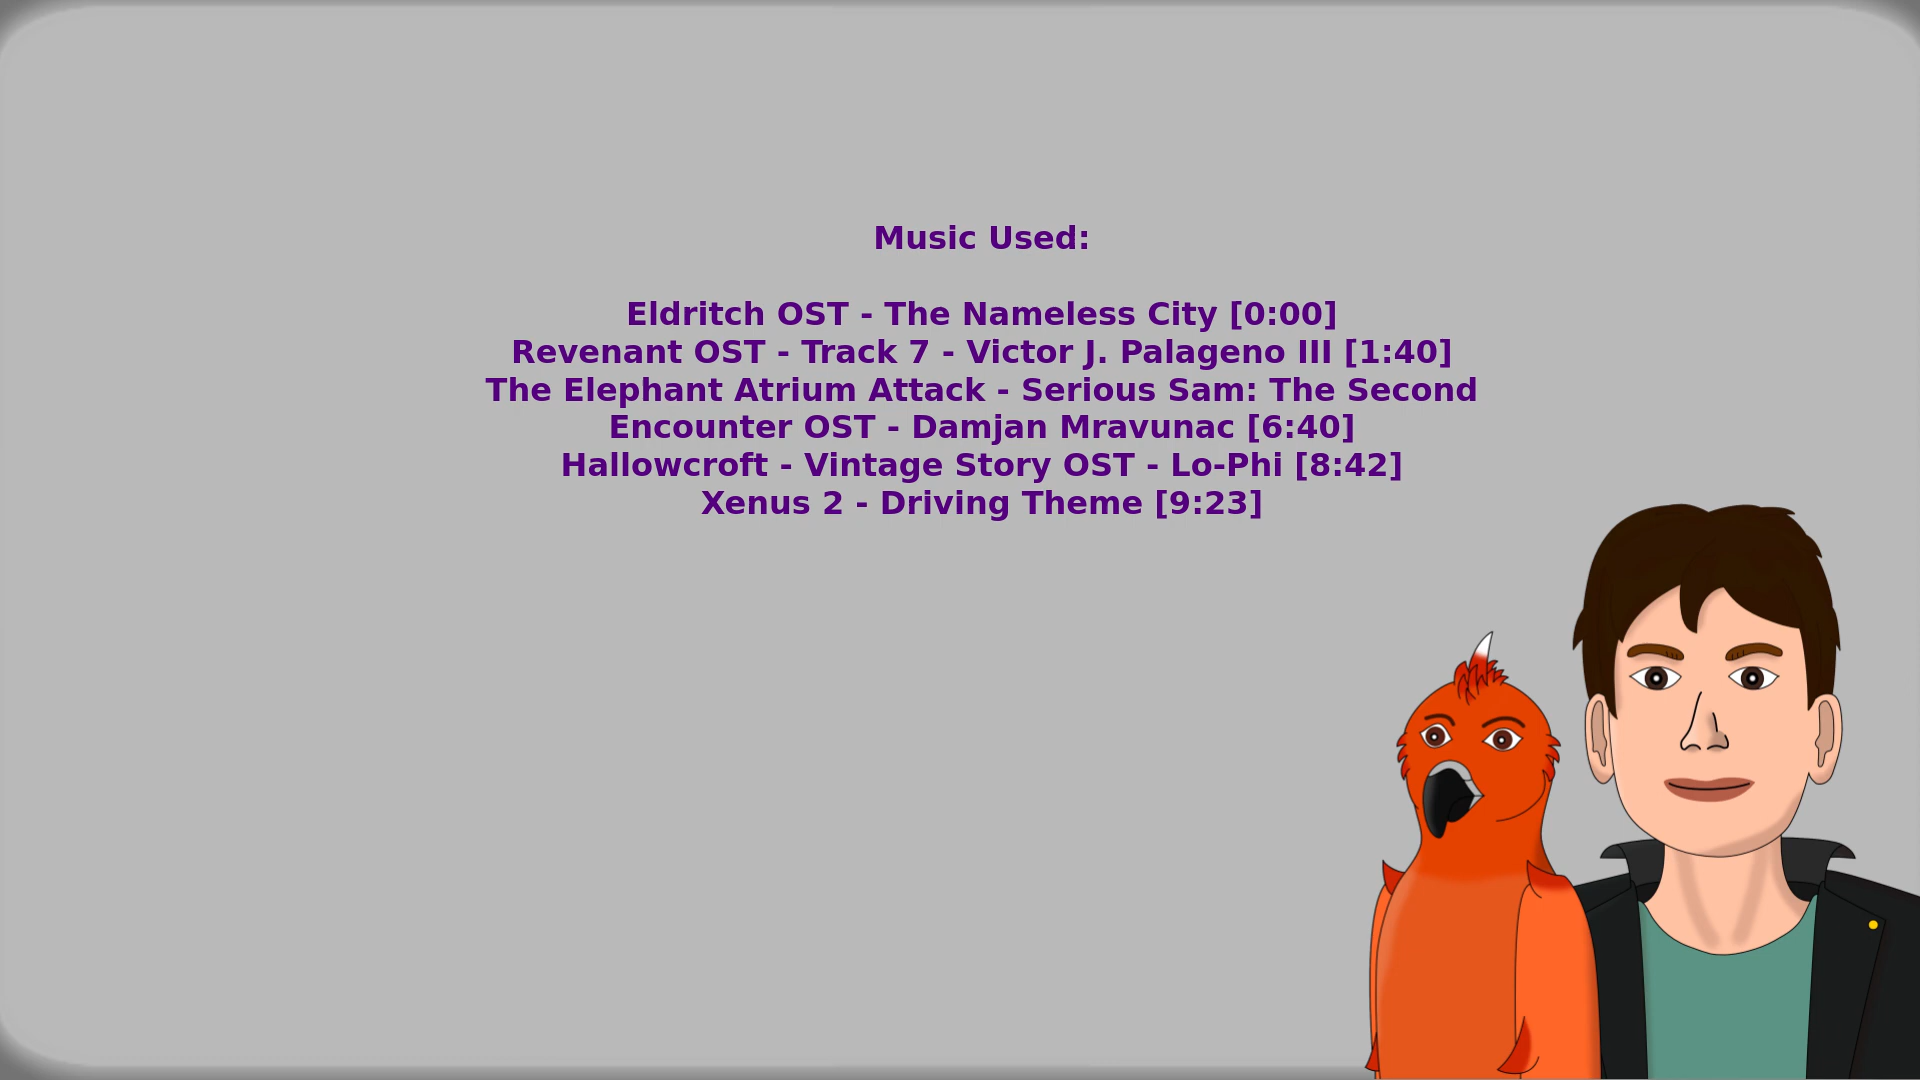 Music Used:
Eldritch OST - The Nameless City [0:00]
Revenant OST - Track 7 - Victor J. Palageno III [1:40]
The Elephant Atrium Attack - Serious Sam: The Second
Encounter OST - Damjan Mravunac [6:40]
Hallowcroft - Vintage Story OST - Lo-Phi [8:42]
Xenus 2 - Driving Theme [9:23]